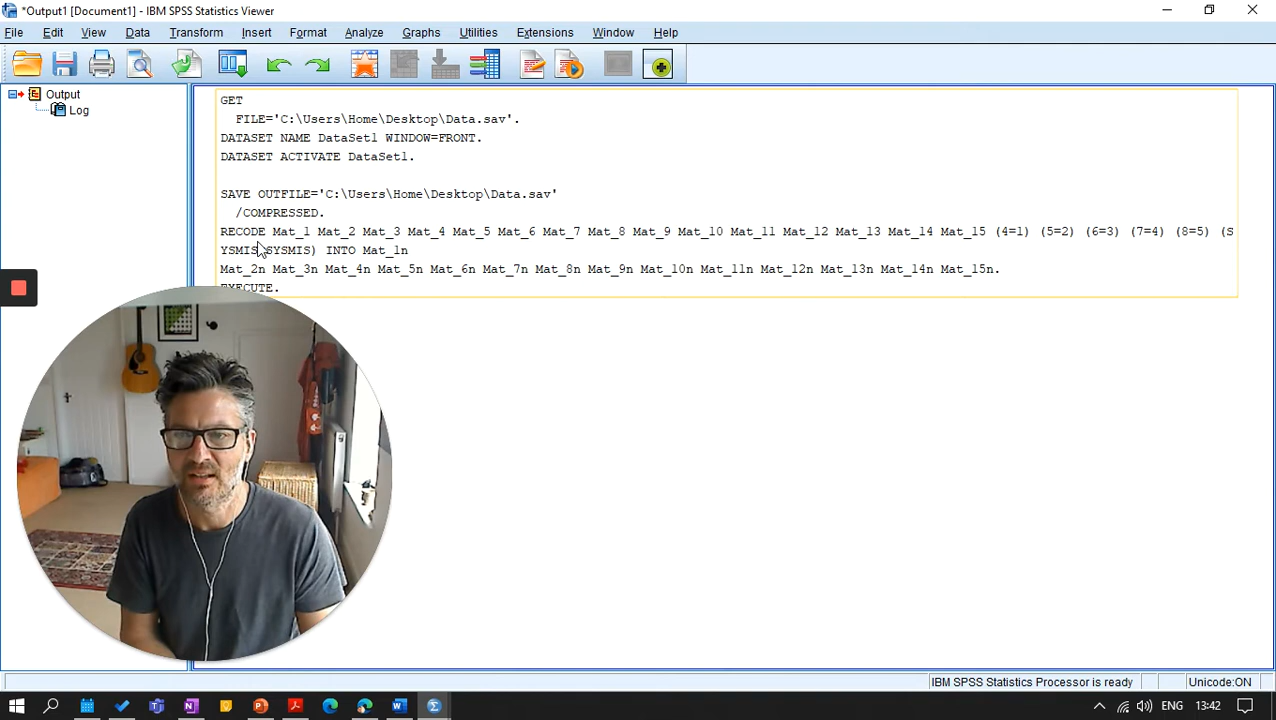 *Output1 [Document1] - IBM SPSS Statistics Viewer
File Edit View Data Transform Insert Format Analyze Graphs Utilities Extensions Window Help
Output
Log
GET
FILE='C:\Users\Home\Desktop\Data.sav'.
DATASET NAME DataSet1 WINDOW=FRONT.
DATASET ACTIVATE DataSet1.
SAVE OUTFILE='C:\Users\Home\Desktop\Data.sav'
/COMPRESSED.
RECODE Mat_1 Mat_2 Mat_3 Mat_4 Mat_5 Mat_6 Mat_7 Mat_8 Mat_9 Mat_10 Mat_11 Mat_12 Mat_13 Mat_14 Mat_15 (4=1) (5=2) (6=3) (7=4) (8=5) (S
YSMIS=SYSMIS) INTO Mat_1n
Mat_2n Mat_3n Mat_4n Mat_5n Mat_6n Mat_7n Mat_8n Mat_9n Mat_10n Mat_11n Mat_12n Mat_13n Mat_14n Mat_15n.
EXECUTE.
IBM SPSS Statistics Processor is ready
Unicode:ON
ENG 13:42